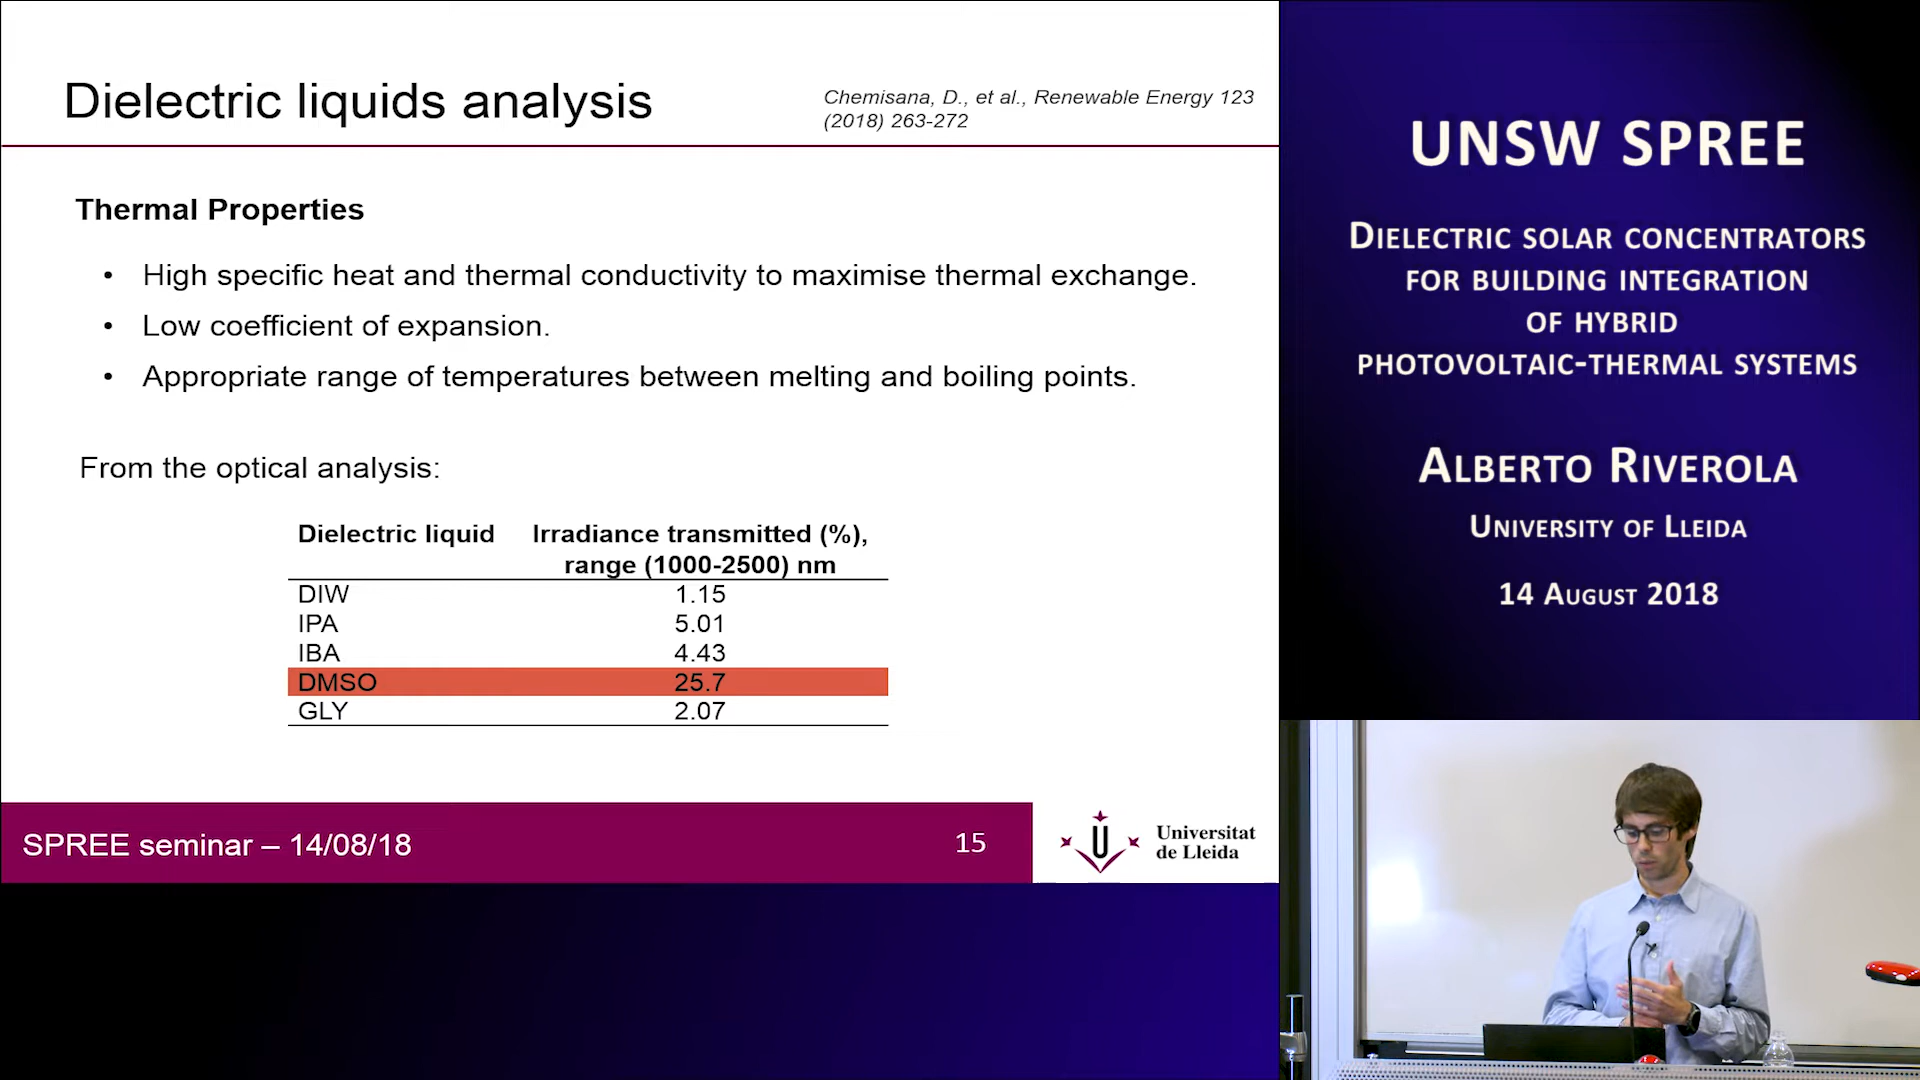 Dielectric liquids analysis
Chemisana, D., et al., Renewable Energy 123
(2018) 263-272
Thermal Properties
• High specific heat and thermal conductivity to maximise thermal exchange.
• Low coefficient of expansion.
• Appropriate range of temperatures between melting and boiling points.
From the optical analysis:
Dielectric liquid Irradiance transmitted (%),
range (1000-2500) nm
DIW 1.15
IPA 5.01
IBA 4.43
DMSO 25.7
GLY 2.07
SPREE seminar – 14/08/18
15
Universitat
de Lleida
UNSW SPREE
DIELECTRIC SOLAR CONCENTRATORS
FOR BUILDING INTEGRATION
OF HYBRID
PHOTOVOLTAIC-THERMAL SYSTEMS
ALBERTO RIVEROLA
UNIVERSITY OF LLEIDA
14 AUGUST 2018